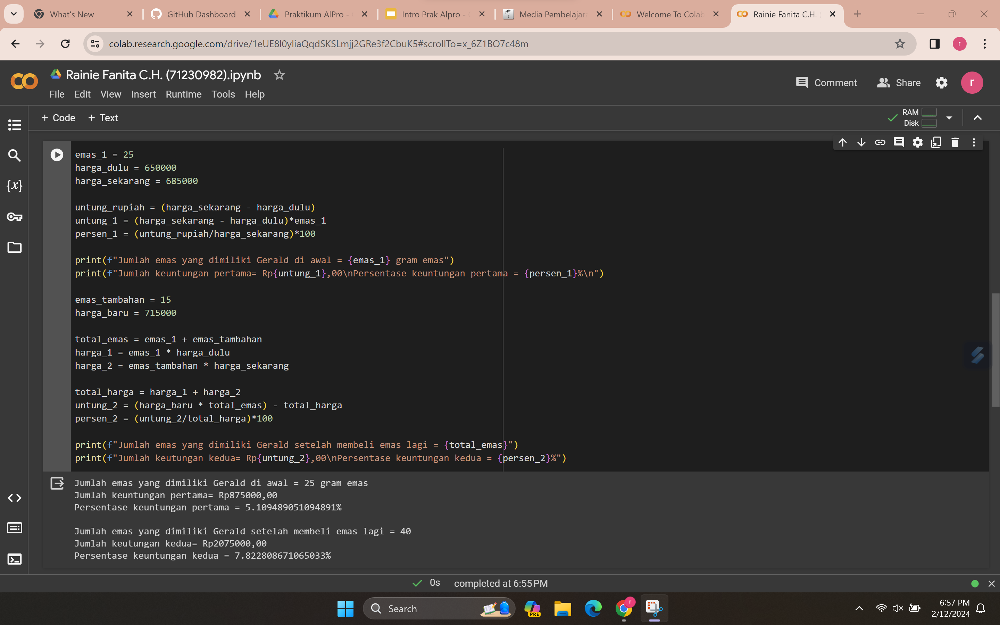 What's New
GitHub Dashboard
Praktikum AlPro -
Intro Prak Alpro -
Media Pembelajara
Welcome To Colab
Rainie Fanita C.H.
colab.research.google.com/drive/1eUE8l0yliaQqdSKSLmjj2GRe3f2CbuK5#scrollTo=x_6Z1BO7c48m
r
Rainie Fanita C.H. (71230982).ipynb
File Edit View Insert Runtime Tools Help
Comment
Share
r
+ Code + Text
RAM
Disk
{x}
emas_1 = 25
harga_dulu = 650000
harga_sekarang = 685000
untung_rupiah = (harga_sekarang - harga_dulu)
untung_1 = (harga_sekarang - harga_dulu)*emas_1
persen_1 = (untung_rupiah/harga_sekarang)*100
print(f"Jumlah emas yang dimiliki Gerald di awal = {emas_1} gram emas")
print(f"Jumlah keuntungan pertama= Rp{untung_1},00\nPersentase keuntungan pertama = {persen_1}%\n")
emas_tambahan = 15
harga_baru = 715000
total_emas = emas_1 + emas_tambahan
harga_1 = emas_1 * harga_dulu
harga_2 = emas_tambahan * harga_sekarang
total_harga = harga_1 + harga_2
untung_2 = (harga_baru * total_emas) - total_harga
persen_2 = (untung_2/total_harga)*100
print(f"Jumlah emas yang dimiliki Gerald setelah membeli emas lagi = {total_emas}")
print(f"Jumlah keutungan kedua= Rp{untung_2},00\nPersentase keuntungan kedua = {persen_2}%")
Jumlah emas yang dimiliki Gerald di awal = 25 gram emas
Jumlah keuntungan pertama= Rp875000,00
Persentase keuntungan pertama = 5.109489051094891%
Jumlah emas yang dimiliki Gerald setelah membeli emas lagi = 40
Jumlah keutungan kedua= Rp2075000,00
Persentase keuntungan kedua = 7.822808671065033%
0s completed at 6:55 PM
Search
PRE
r
6:57 PM
2/12/2024